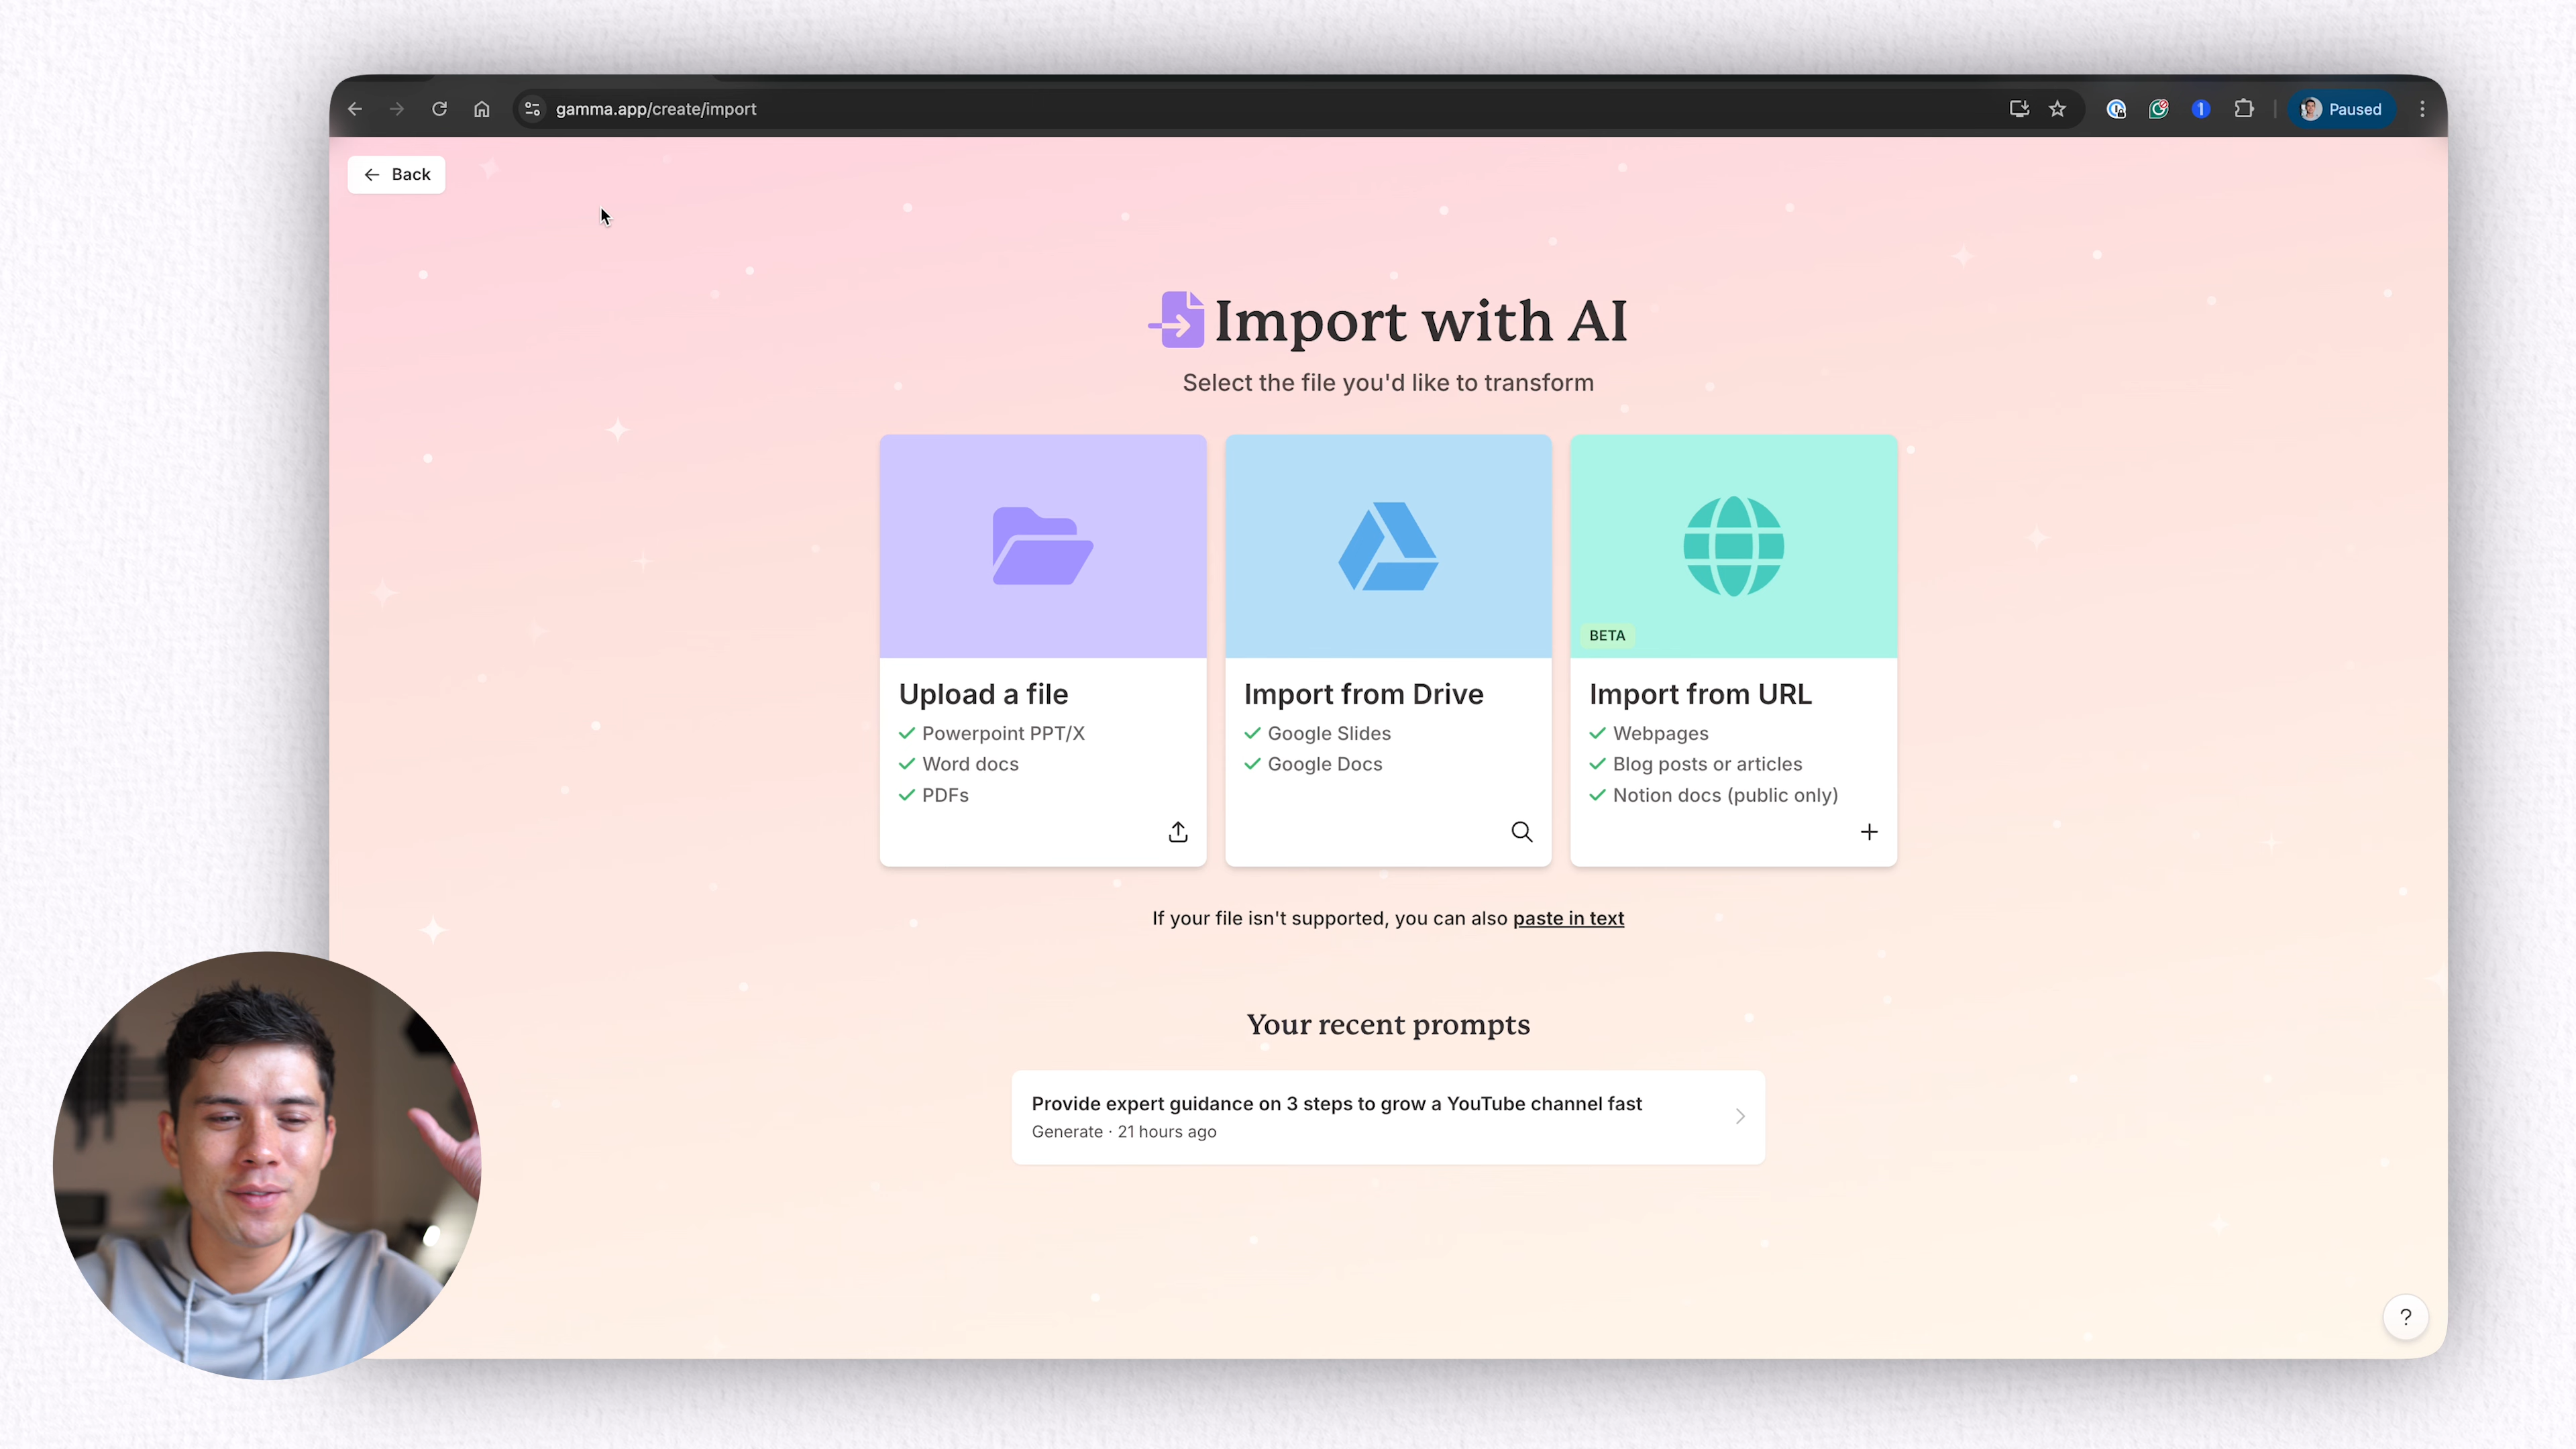 gamma.app/create/import
Paused
Back
Import with AI
Select the file you'd like to transform
Upload a file
Powerpoint PPT/X
Word docs
PDFs
Import from Drive
Google Slides
Google Docs
BETA
Import from URL
Webpages
Blog posts or articles
Notion docs (public only)
If your file isn't supported, you can also paste in text
Your recent prompts
Provide expert guidance on 3 steps to grow a YouTube channel fast
Generate · 21 hours ago
?